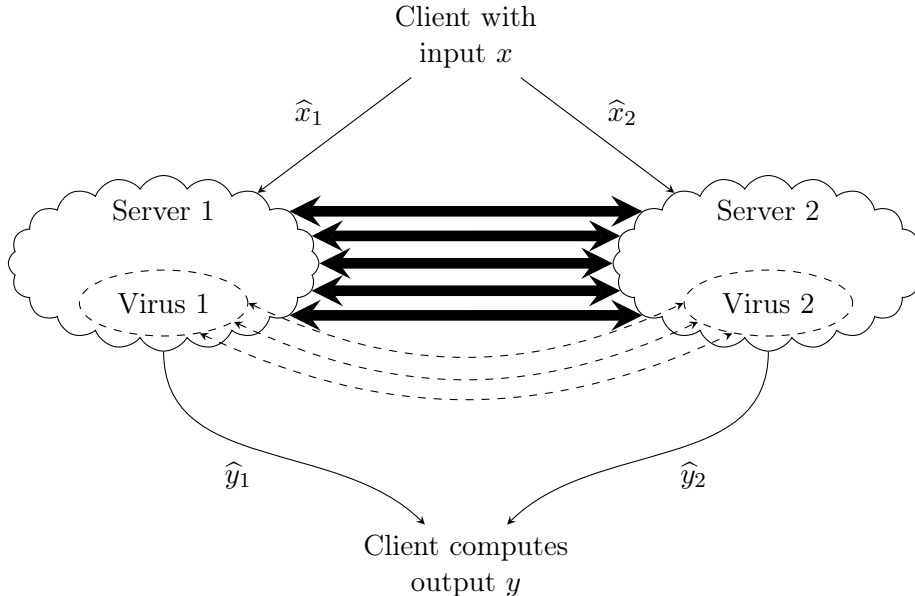 Client with
input x
x̂₁
x̂₂
Server 1
Server 2
Virus 1
Virus 2
ŷ₁
ŷ₂
Client computes
output y